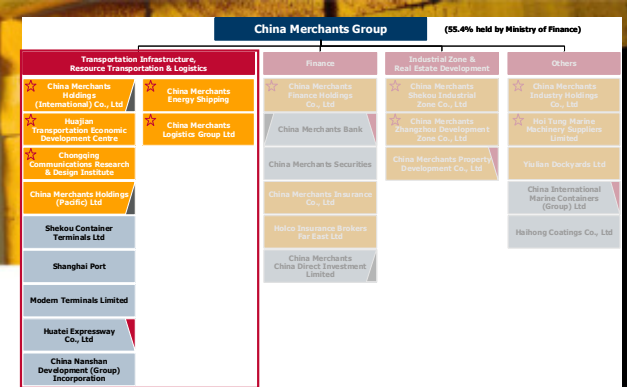 China Merchants Group
(55.4% held by Ministry of Finance)
Transportation Infrastructure,
Resource Transportation & Logistics
China Merchants
Holdings
(International) Co., Ltd
Huajian
Transportation Economic
Development Centre
Chongqing
Communications Research
& Design Institute
China Merchants Holdings
(Pacific) Ltd
Shekou Container
Terminals Ltd
Shanghai Port
Modern Terminals Limited
Huatei Expressway
Co., Ltd
China Nanshan
Development (Group)
Incorporation
China Merchants
Energy Shipping
China Merchants
Logistics Group Ltd
Finance
China Merchants
Finance Holdings
Co., Ltd
China Merchants Bank
China Merchants Securities
China Merchants Insurance
Co., Ltd
Houlder Insurance Brokers
Far East Ltd
China Merchants
China Direct Investment
Limited
Industrial Zone &
Real Estate Development
China Merchants
Shekou Industrial
Zone Co., Ltd
China Merchants
Zhangzhou Development
Zone Co., Ltd
China Merchants Property
Development Co., Ltd
Others
China Merchants
Industry Holdings
Co., Ltd
Hoi Tung Marine
Machinery Suppliers
Limited
Yiulian Dockyards Ltd
China International
Marine Containers
(Group) Ltd
Haihong Coatings Co., Ltd